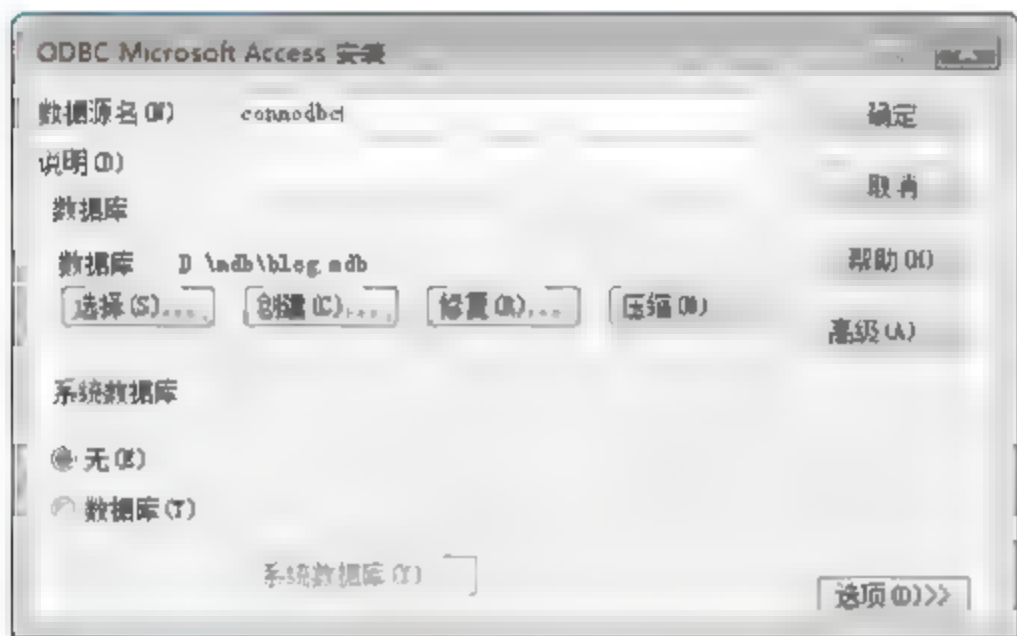 ODBC Microsoft Access 安装
数据源名(N) connodbc
确定
说明(D)
取消
数据库
数据库 D \mdb\blog mdb
帮助(H)
选择(S)... 创建(C)... 修复(R)... 压缩(M)
高级(A)
系统数据库
无(E)
数据库(T)
系统数据库(Y)
选项(O)>>